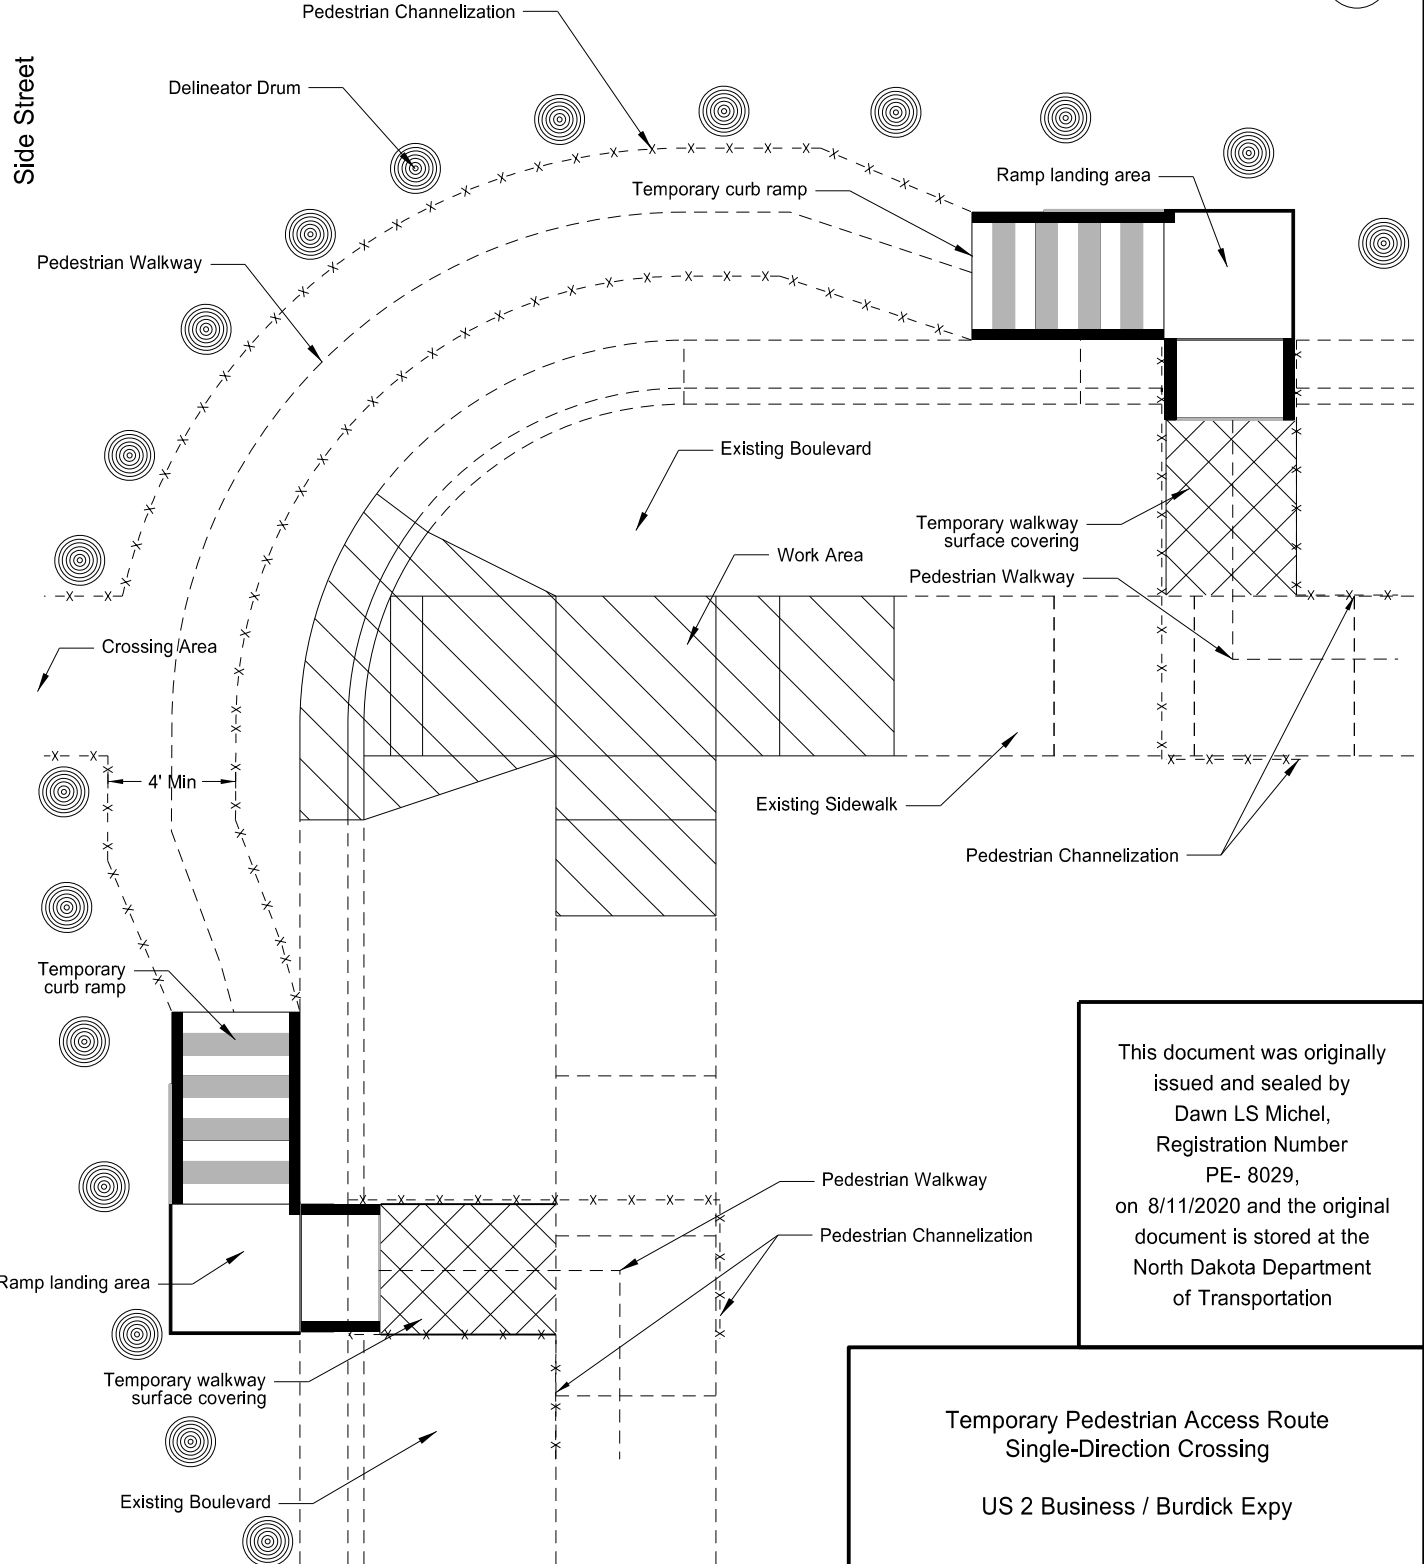 Pedestrian Channelization
Side Street
Delineator Drum
Ramp landing area
Temporary curb ramp
Pedestrian Walkway
Existing Boulevard
Temporary walkway
surface covering
Work Area
Pedestrian Walkway
Crossing Area
4' Min
Existing Sidewalk
Pedestrian Channelization
Temporary
curb ramp
This document was originally
issued and sealed by
Dawn LS Michel,
Registration Number
PE- 8029,
on 8/11/2020 and the original
document is stored at the
North Dakota Department
of Transportation
Pedestrian Walkway
Pedestrian Channelization
Ramp landing area
Temporary walkway
surface covering
Existing Boulevard
Temporary Pedestrian Access Route
Single-Direction Crossing
US 2 Business / Burdick Expy